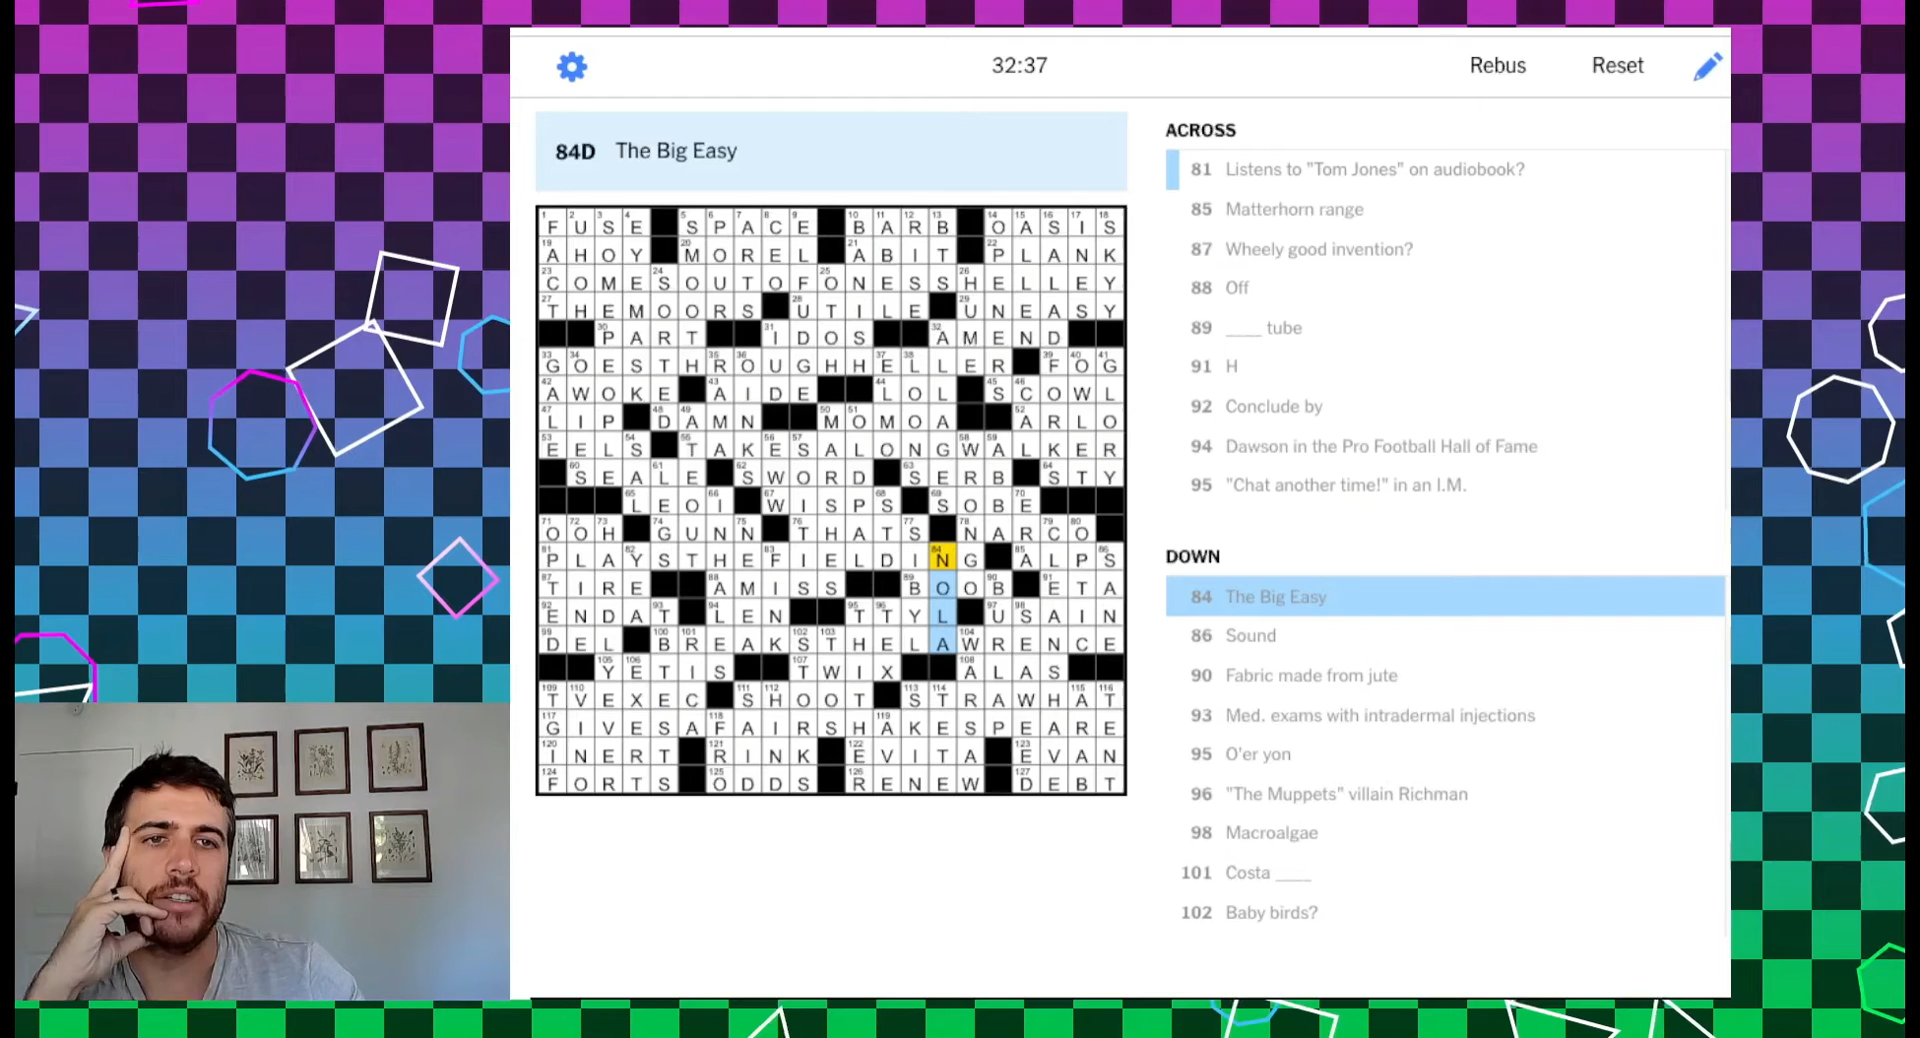 32:37
Rebus
Reset
84D The Big Easy
FUSE SPACE BARB OASIS
AHOY MOREL ABIT PLANK
COMESOUTOFONESSHELLEY
THEMOORS UTILE UNEASY
PART IDOS AMEND
GOESTHROUGHHELLER FOG
AWOKE AIDE LOL SCOWL
LIP DAMN MOMOA ARLO
EELS TAKESALONGWALKER
SEALE SWORD SERB STY
LEOI WISPS SOBE
OOH GUNN THATS NARCO
PLAYSTHEFIELDING ALPS
TIRE AMISS BOOB ETA
ENDAT LEN TTYL USAIN
DEL BREAKSTHELAWRENCE
YETIS TWIX ALAS
TVEXEC SHOOT STRAWHAT
GIVESAFAIRSHAKESPEARE
INERT RINK EVITA EVAN
FORTS ODDS RENEW DEBT
ACROSS
81 Listens to "Tom Jones" on audiobook?
85 Matterhorn range
87 Wheely good invention?
88 Off
89 ____ tube
91 H
92 Conclude by
94 Dawson in the Pro Football Hall of Fame
95 "Chat another time!" in an I.M.
DOWN
84 The Big Easy
86 Sound
90 Fabric made from jute
93 Med. exams with intradermal injections
95 O'er yon
96 "The Muppets" villain Richman
98 Macroalgae
101 Costa ____
102 Baby birds?